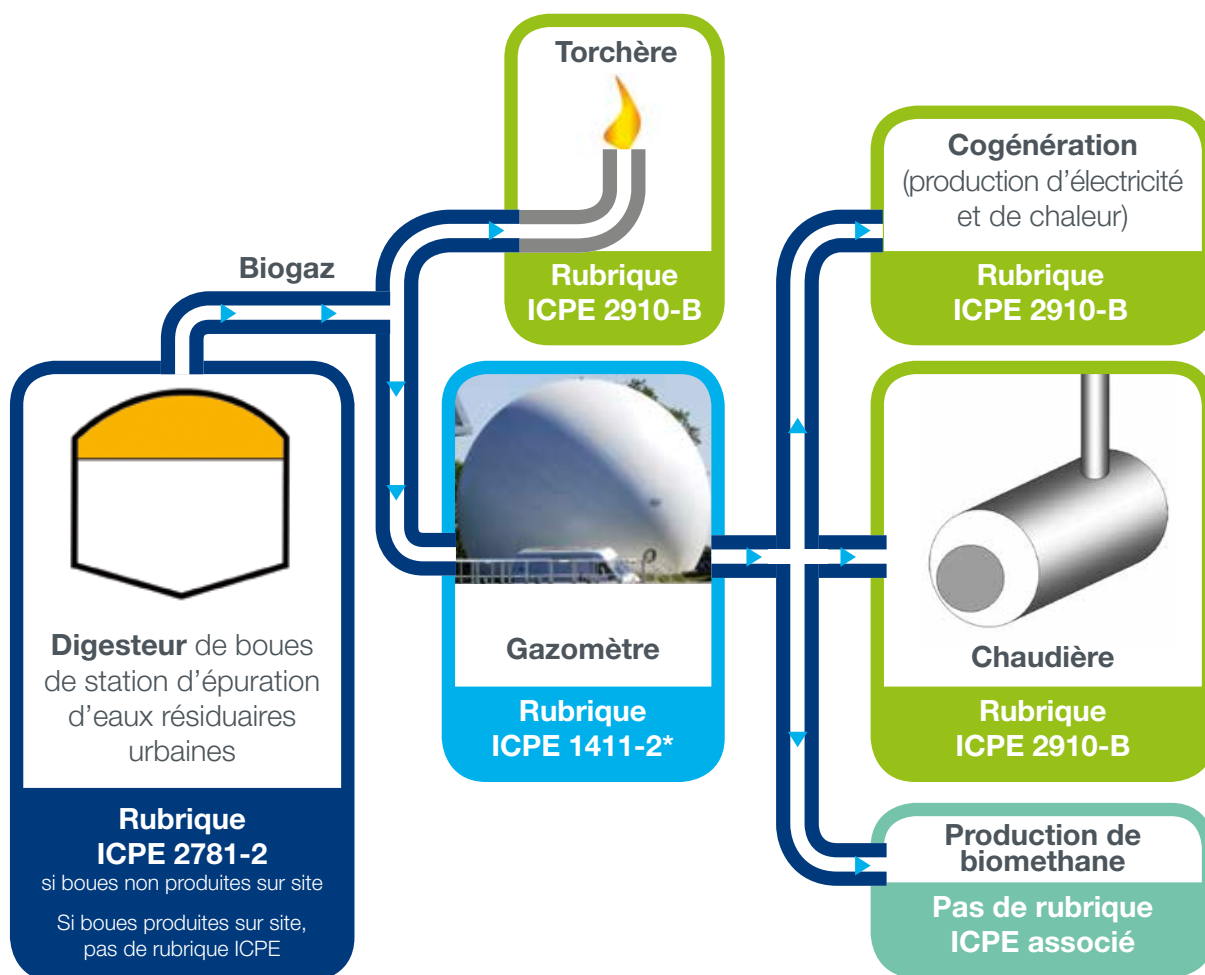 Torchère
Rubrique
ICPE 2910-B
Cogénération
(production d'électricité
et de chaleur)
Rubrique
ICPE 2910-B
Biogaz
Digesteur de boues
de station d'épuration
d'eaux résiduaires
urbaines
Rubrique
ICPE 2781-2
si boues non produites sur site
Si boues produites sur site,
pas de rubrique ICPE
Gazomètre
Rubrique
ICPE 1411-2*
Chaudière
Rubrique
ICPE 2910-B
Production de
biomethane
Pas de rubrique
ICPE associé